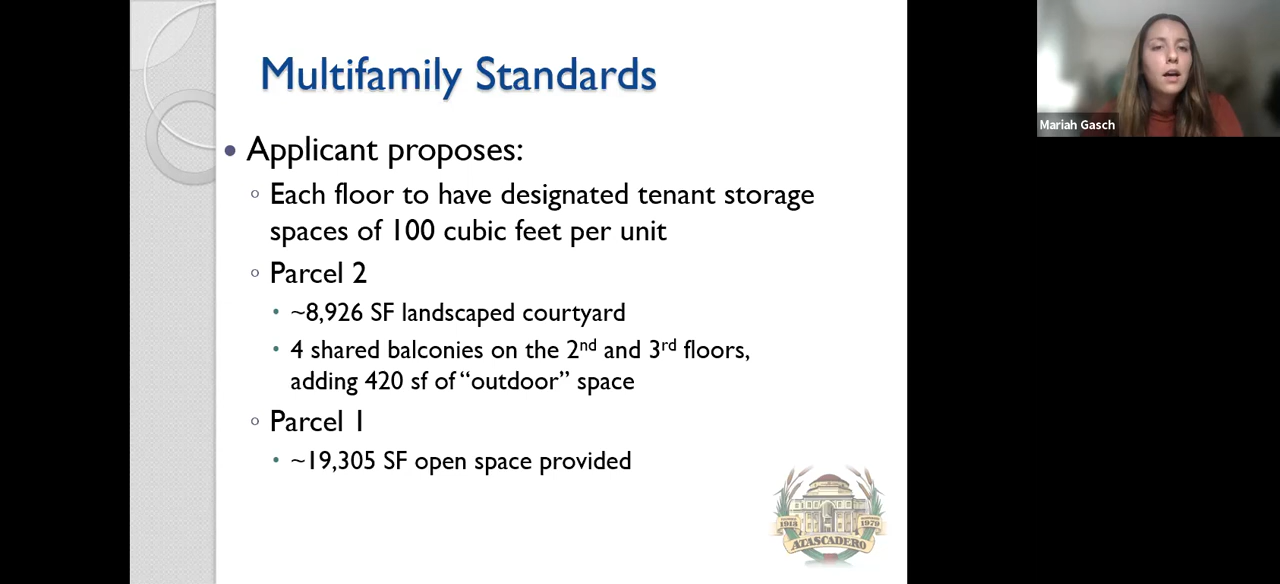 Multifamily Standards
Applicant proposes:
Each floor to have designated tenant storage
spaces of 100 cubic feet per unit
Parcel 2
~8,926 SF landscaped courtyard
4 shared balconies on the 2nd and 3rd floors,
adding 420 sf of “outdoor” space
Parcel 1
~19,305 SF open space provided
1913
1979
ATASCADERO
Mariah Gasch